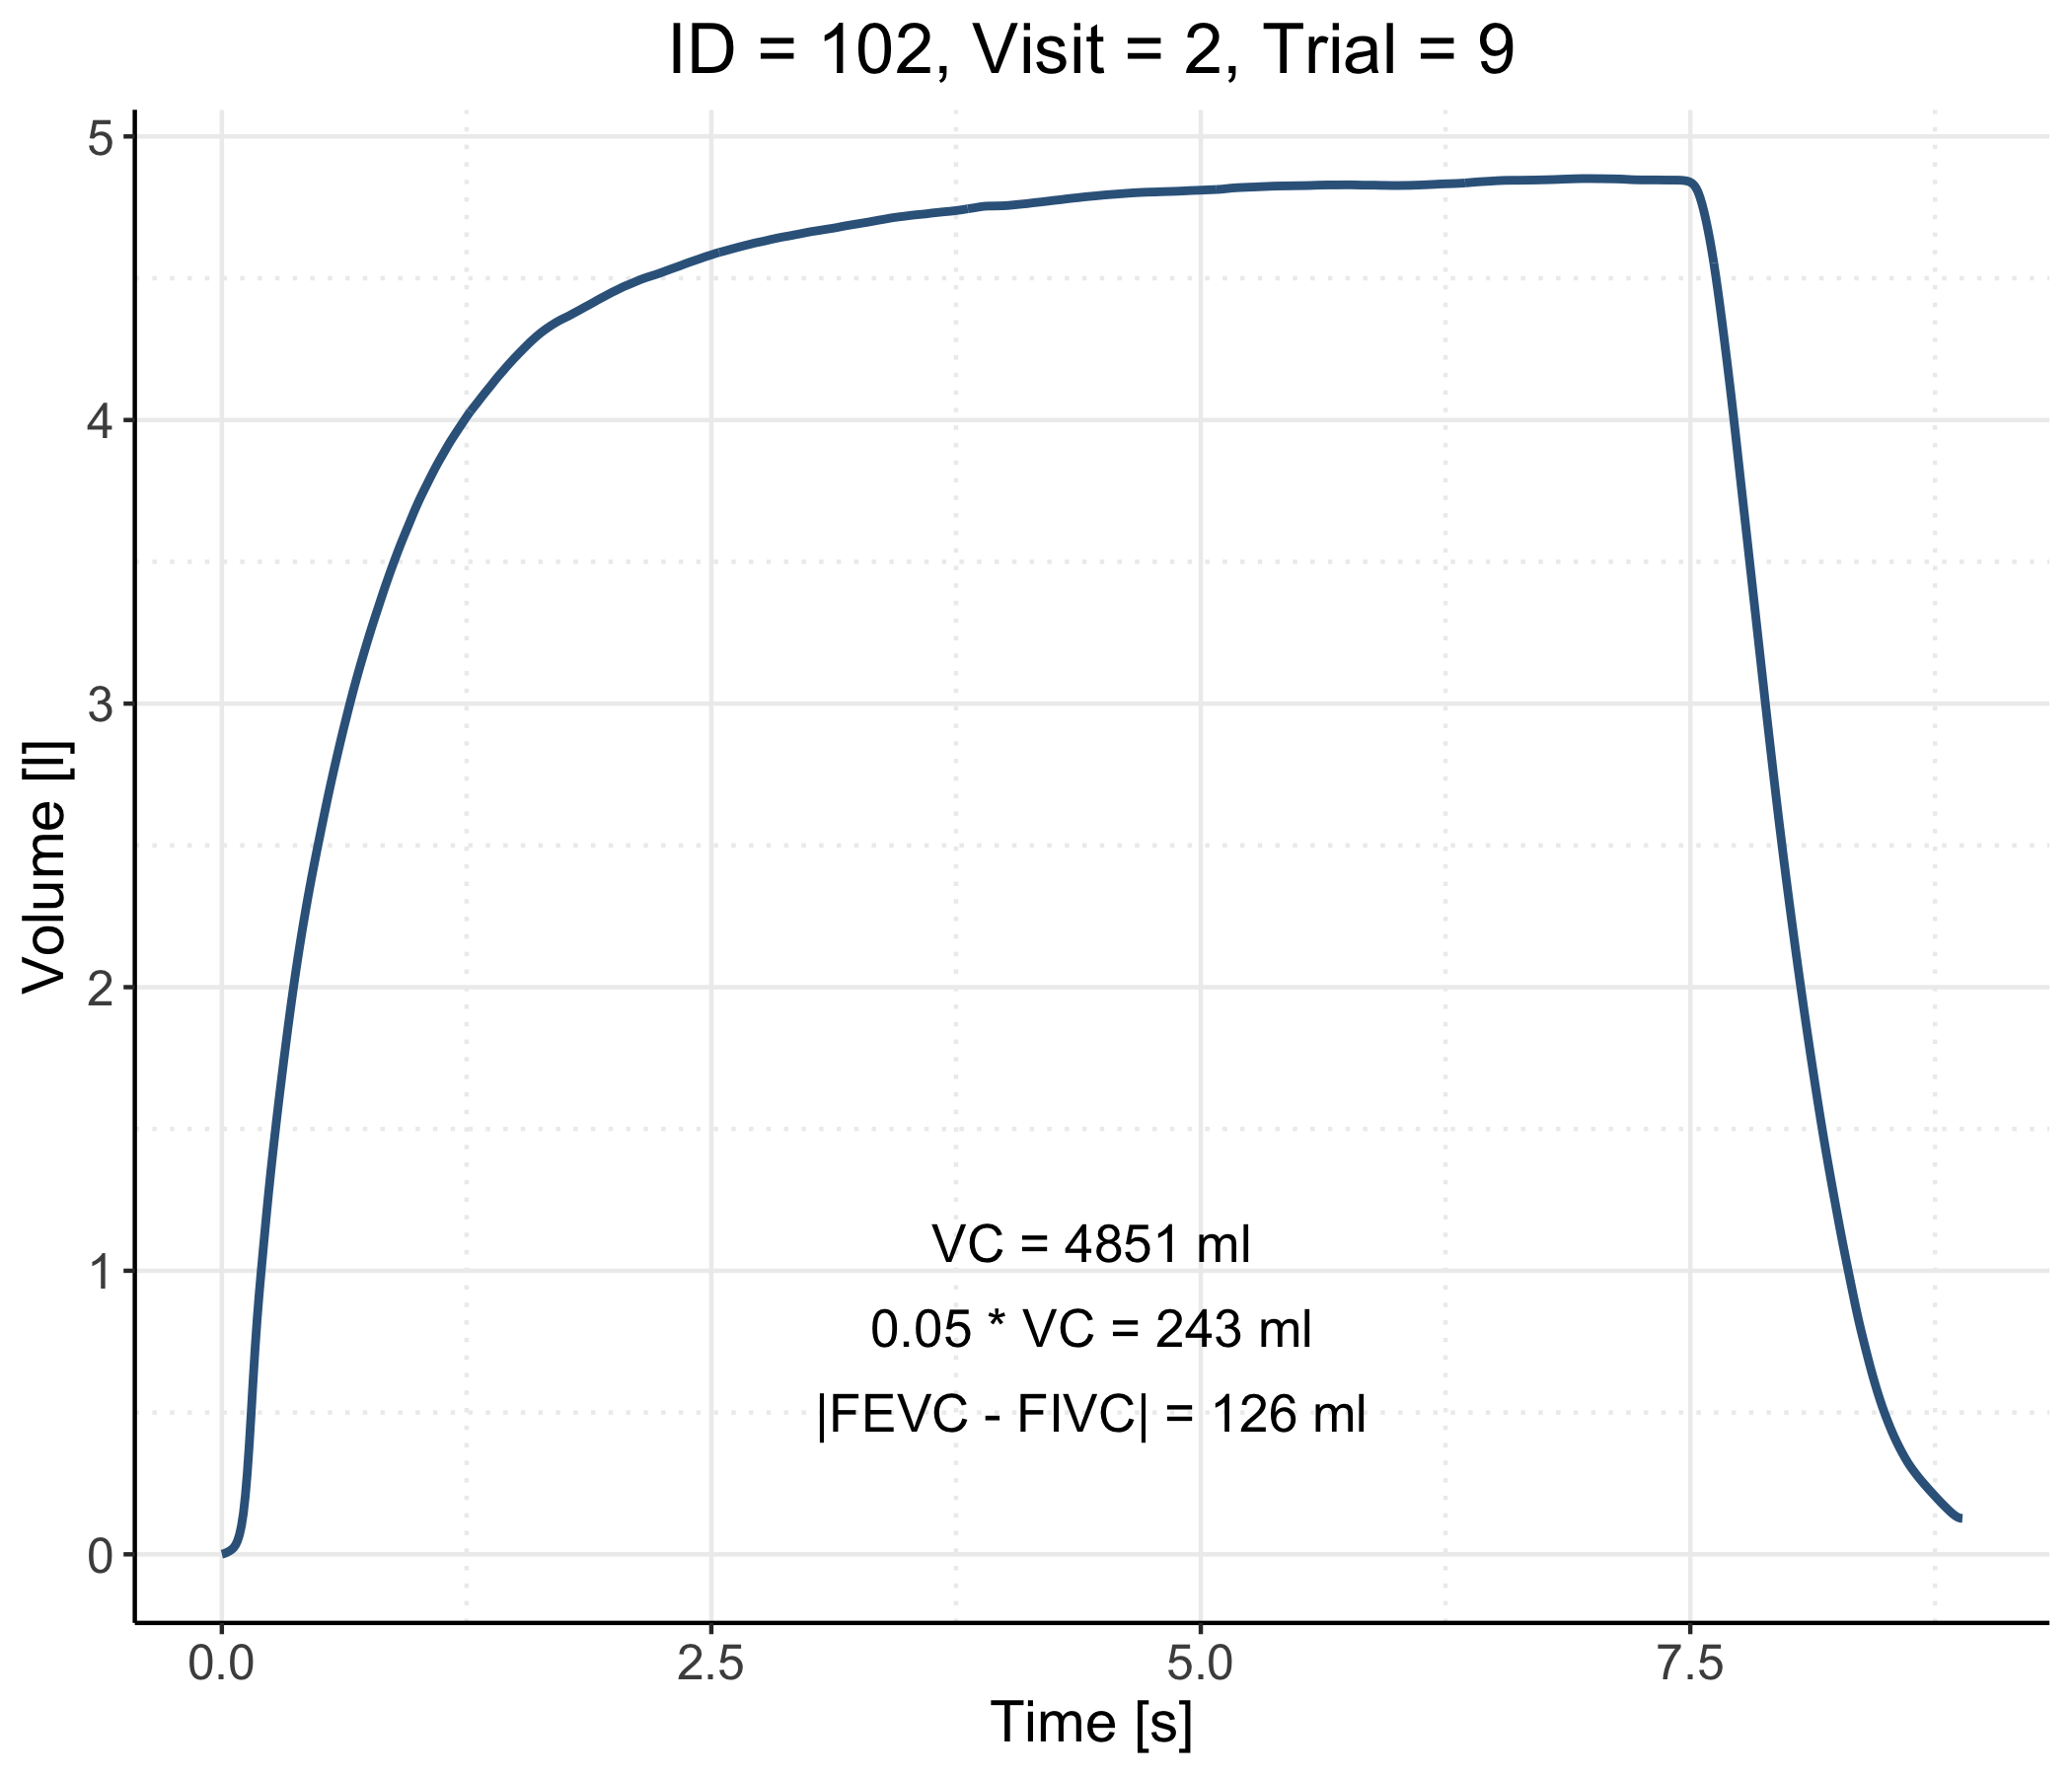 ID = 102, Visit = 2, Trial = 9
5
4
3
2
1
0
Volume [l]
VC = 4851 ml
0.05 * VC = 243 ml
|FEVC - FIVC| = 126 ml
0.0 2.5 5.0 7.5
Time [s]